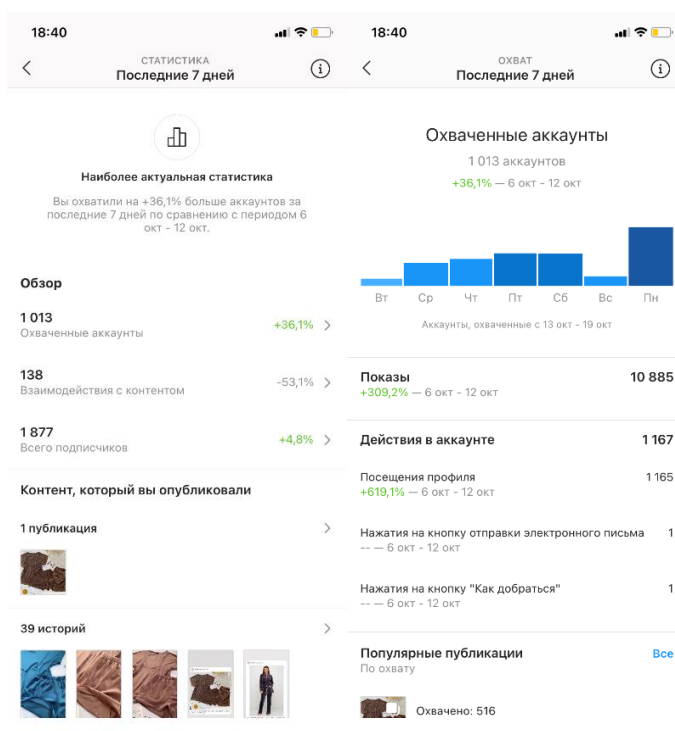 18:40
СТАТИСТИКА
Последние 7 дней
Наиболее актуальная статистика
Вы охватили на +36,1% больше аккаунтов за
последние 7 дней по сравнению с периодом 6
окт - 12 окт.
Обзор
1 013
Охваченные аккаунты
+36,1%
138
Взаимодействия с контентом
-53,1%
1 877
Всего подписчиков
+4,8%
Контент, который вы опубликовали
1 публикация
39 историй
18:40
ОХВАТ
Последние 7 дней
Охваченные аккаунты
1 013 аккаунтов
+36,1% — 6 окт - 12 окт
Вт Ср Чт Пт Сб Вс Пн
Аккаунты, охваченные с 13 окт - 19 окт
Показы 10 885
+309,2% — 6 окт - 12 окт
Действия в аккаунте 1 167
Посещения профиля 1 165
+619,1% — 6 окт - 12 окт
Нажатия на кнопку отправки электронного письма 1
-- — 6 окт - 12 окт
Нажатия на кнопку "Как добраться" 1
-- — 6 окт - 12 окт
Популярные публикации Все
По охвату
Охвачено: 516